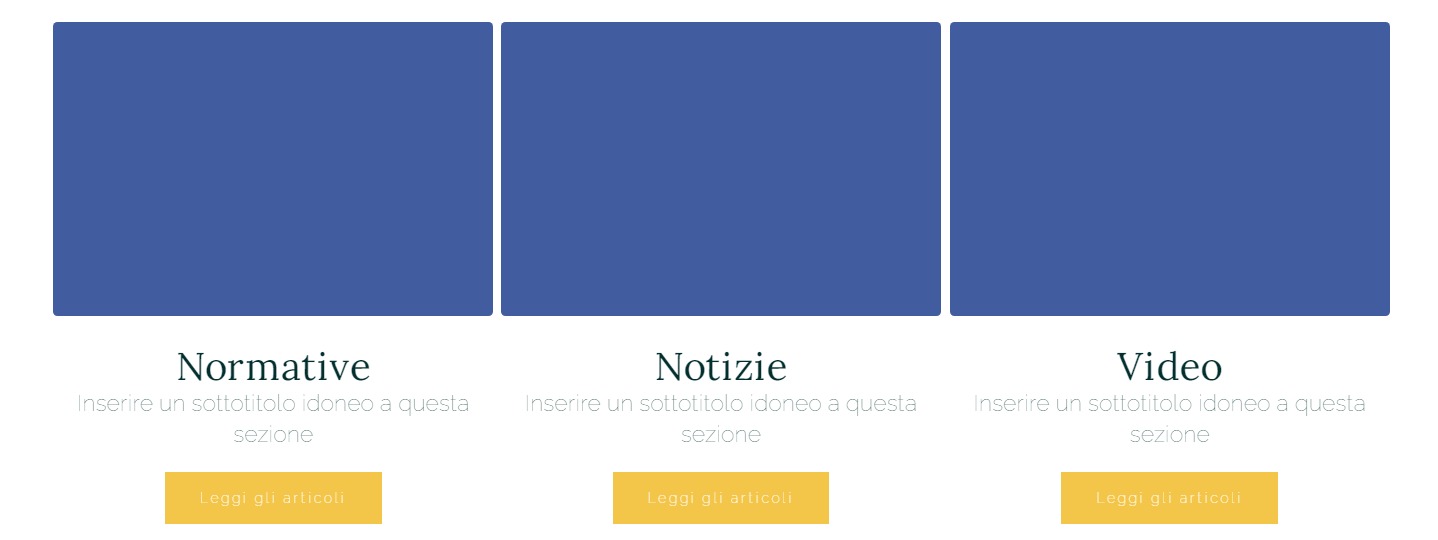 Normative
Inserire un sottotitolo idoneo a questa
sezione
Leggi gli articoli
Notizie
Inserire un sottotitolo idoneo a questa
sezione
Leggi gli articoli
Video
Inserire un sottotitolo idoneo a questa
sezione
Leggi gli articoli